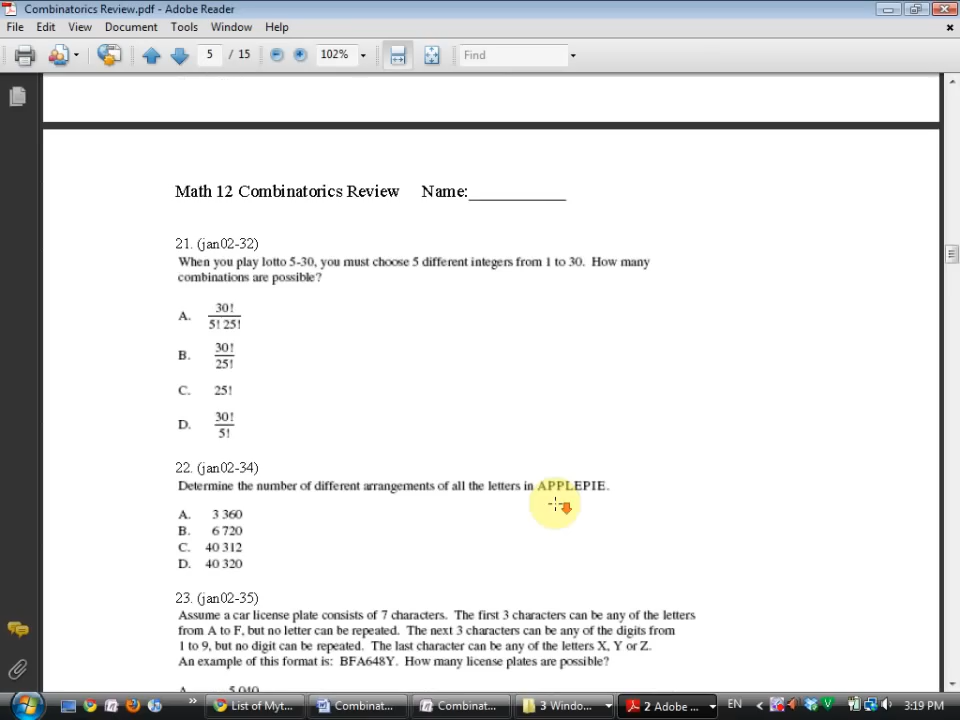 Combinatorics Review.pdf - Adobe Reader
File Edit View Document Tools Window Help
5 / 15 102% Find
Math 12 Combinatorics Review Name:____________
21. (jan02-32)
When you play lotto 5-30, you must choose 5 different integers from 1 to 30. How many
combinations are possible?
A. 30!
5! 25!
B. 30!
25!
C. 25!
D. 30!
5!
22. (jan02-34)
Determine the number of different arrangements of all the letters in APPLEPIE.
A. 3 360
B. 6 720
C. 40 312
D. 40 320
23. (jan02-35)
Assume a car license plate consists of 7 characters. The first 3 characters can be any of the letters
from A to F, but no letter can be repeated. The next 3 characters can be any of the digits from
1 to 9, but no digit can be repeated. The last character can be any of the letters X, Y or Z.
An example of this format is: BFA648Y. How many license plates are possible?
A. 5 040
List of Myt... Combinat... Combinat... 3 Windo... 2 Adobe ... EN 3:19 PM